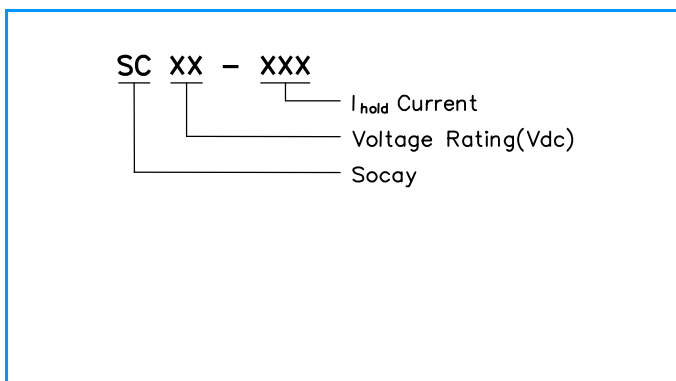 SC XX - XXX
Ihold Current
Voltage Rating(Vdc)
Socay